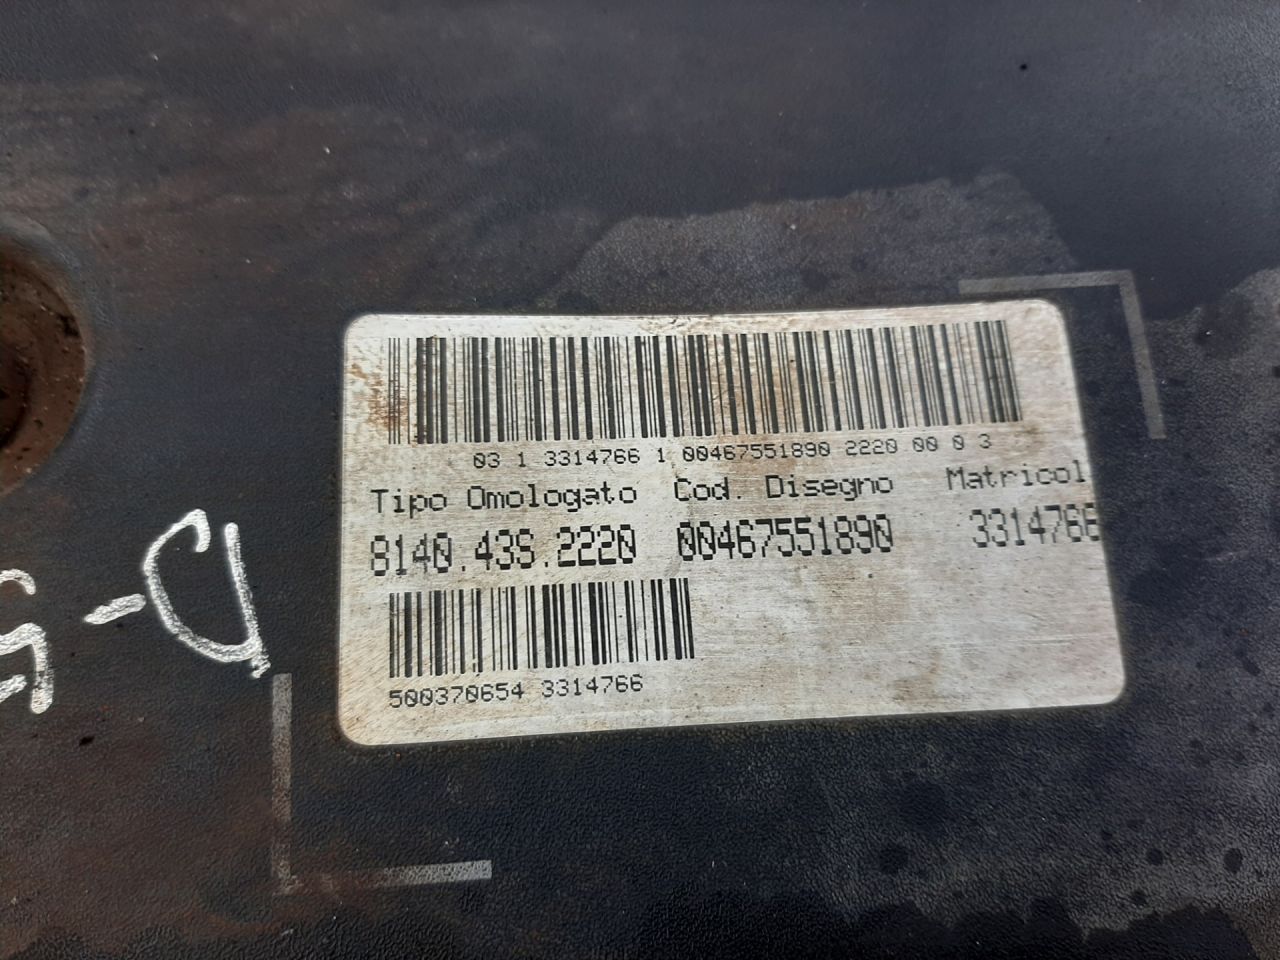 03 1 3314766 1 00467551890 2220 00 0 3
Tipo Omologato Cod. Disegno Matricol
8140.43S.2220 00467551890 3314766
500370654 3314766
D-